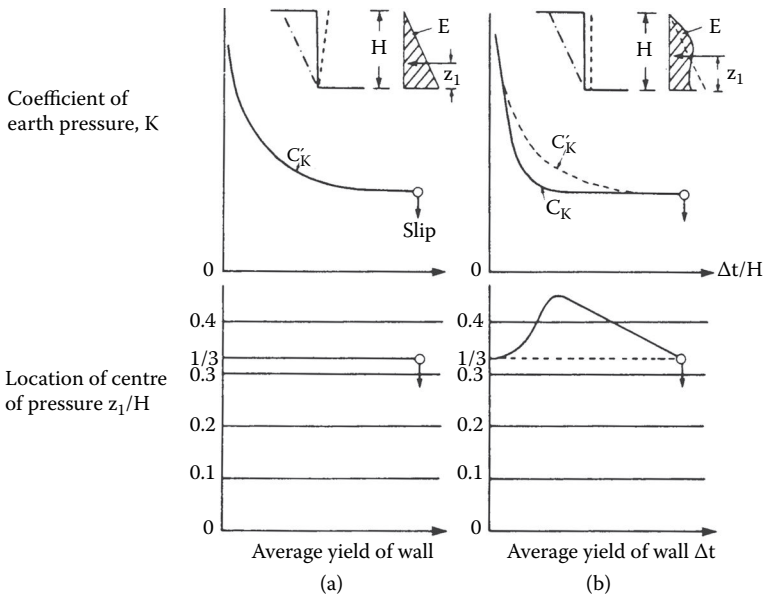 Coefficient of
earth pressure, K
H
E
z₁
C′K
Slip
0
H
E
z₁
C′K
CK
0
Δt/H
Location of centre
of pressure z₁/H
0.4
1/3
0.3
0.2
0.1
0
Average yield of wall
(a)
0.4
1/3
0.3
0.2
0.1
0
Average yield of wall Δt
(b)